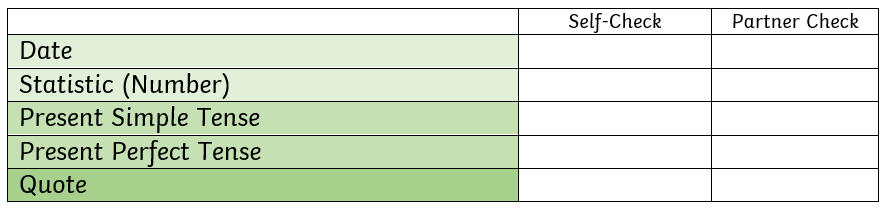 Self-Check Partner Check
Date
Statistic (Number)
Present Simple Tense
Present Perfect Tense
Quote